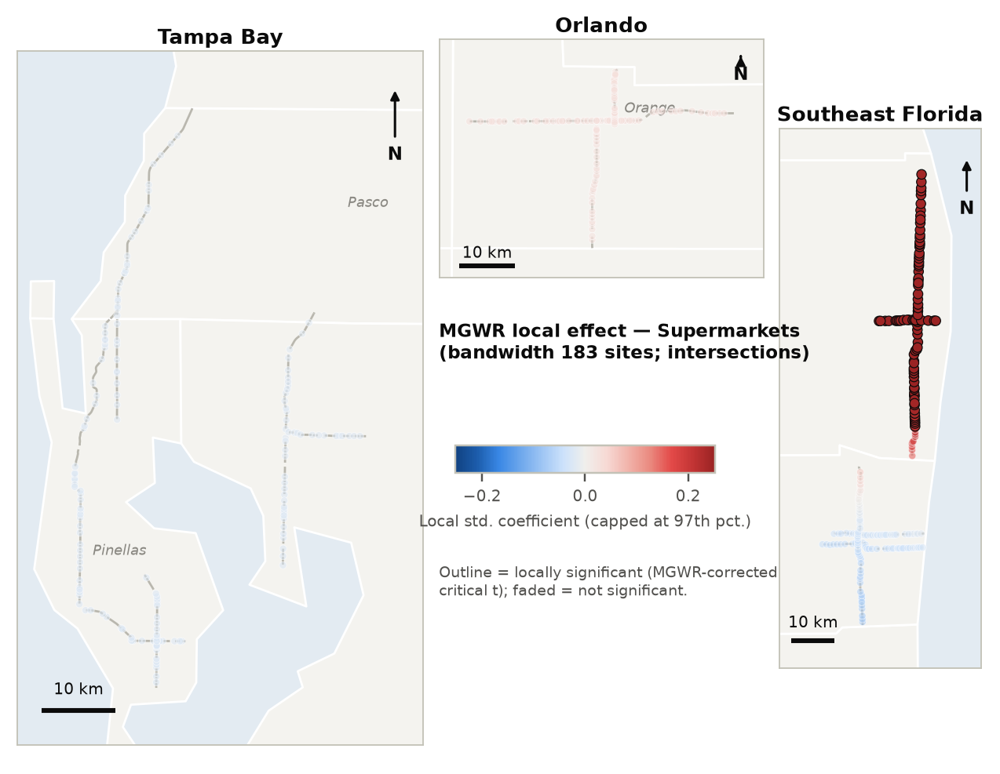 Tampa Bay
Orlando
Southeast Florida
N
N
N
Orange
Pasco
10 km
MGWR local effect — Supermarkets
(bandwidth 183 sites; intersections)
−0.2
0.0
0.2
Local std. coefficient (capped at 97th pct.)
Pinellas
Outline = locally significant (MGWR-corrected
critical t); faded = not significant.
10 km
10 km